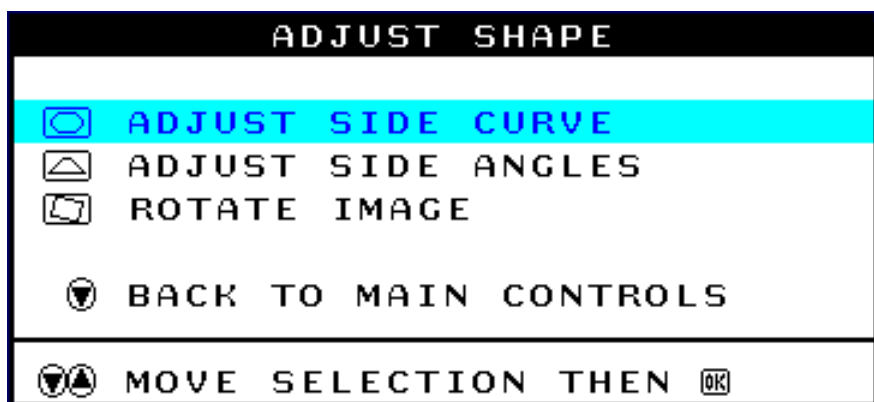 ADJUST SHAPE
ADJUST SIDE CURVE
ADJUST SIDE ANGLES
ROTATE IMAGE
BACK TO MAIN CONTROLS
MOVE SELECTION THEN OK